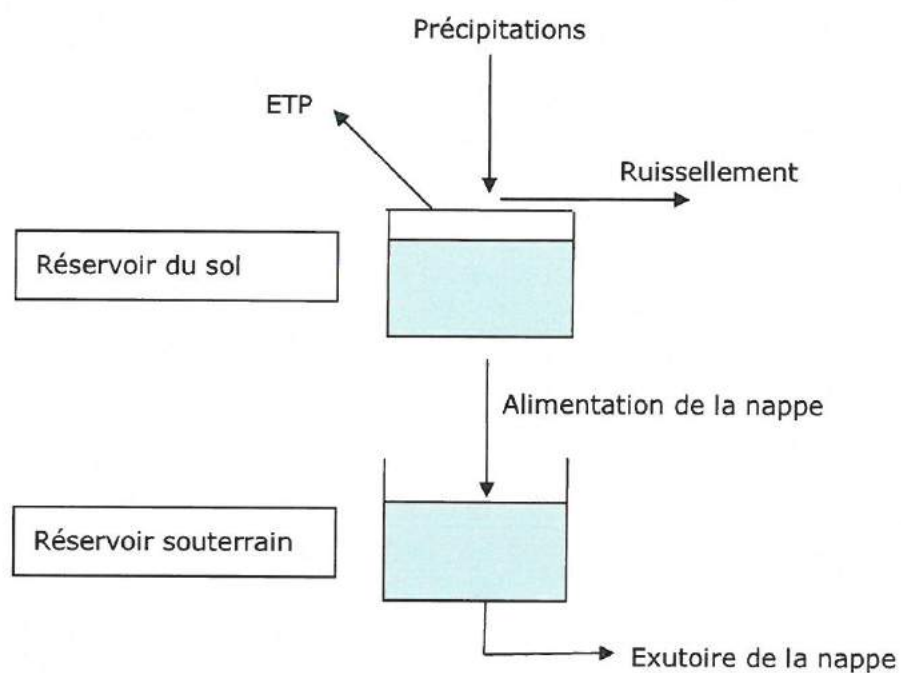 Précipitations
ETP
Ruissellement
Réservoir du sol
Alimentation de la nappe
Réservoir souterrain
Exutoire de la nappe